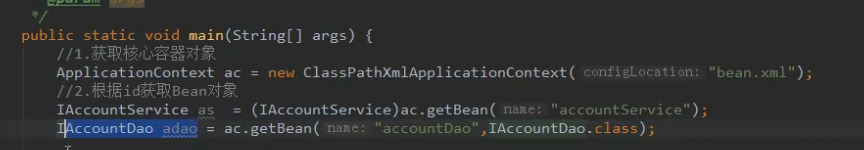 @param args
*/
public static void main(String[] args) {
//1.获取核心容器对象
ApplicationContext ac = new ClassPathXmlApplicationContext( configLocation: "bean.xml");
//2.根据id获取Bean对象
IAccountService as = (IAccountService)ac.getBean( name: "accountService");
IAccountDao adao = ac.getBean( name: "accountDao",IAccountDao.class);